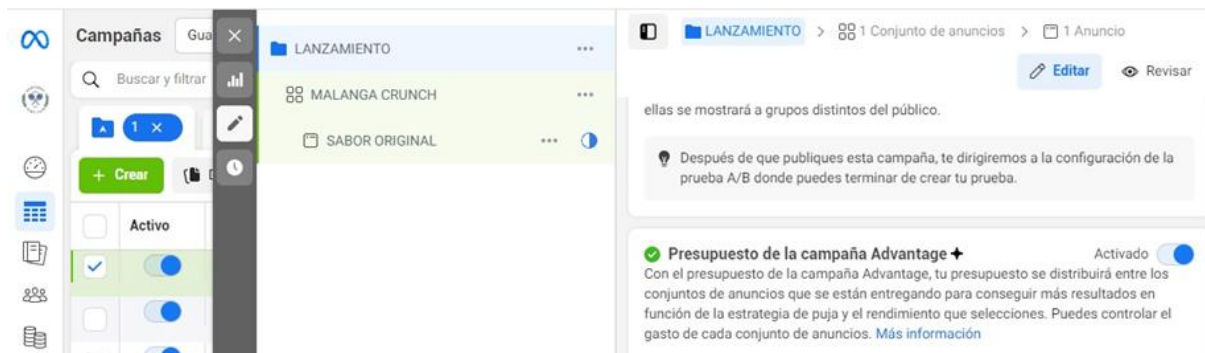 Campañas
Gua
Buscar y filtrar
1 ×
+ Crear
Activo
LANZAMIENTO
MALANGA CRUNCH
SABOR ORIGINAL
LANZAMIENTO > 1 Conjunto de anuncios > 1 Anuncio
Editar
Revisar
ellas se mostrará a grupos distintos del público.
Después de que publiques esta campaña, te dirigiremos a la configuración de la
prueba A/B donde puedes terminar de crear tu prueba.
Presupuesto de la campaña Advantage+
Activado
Con el presupuesto de la campaña Advantage, tu presupuesto se distribuirá entre los
conjuntos de anuncios que se están entregando para conseguir más resultados en
función de la estrategia de puja y el rendimiento que selecciones. Puedes controlar el
gasto de cada conjunto de anuncios. Más información